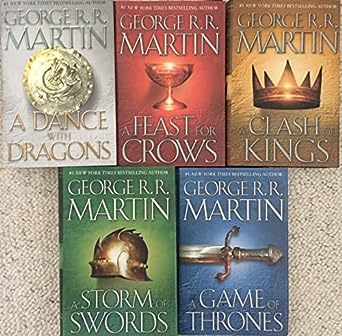 #1 NEW YORK TIMES BESTSELLING AUTHOR
GEORGE R.R.
MARTIN
A DANCE
WITH
DRAGONS
#1 NEW YORK TIMES BESTSELLING AUTHOR
GEORGE R.R.
MARTIN
A FEAST FOR
CROWS
#1 NEW YORK TIMES BESTSELLING AUTHOR
GEORGE R.R.
MARTIN
A CLASH OF
KINGS
#1 NEW YORK TIMES BESTSELLING AUTHOR
GEORGE R.R.
MARTIN
A STORM OF
SWORDS
#1 NEW YORK TIMES BESTSELLING AUTHOR
GEORGE R.R.
MARTIN
A GAME OF
THRONES